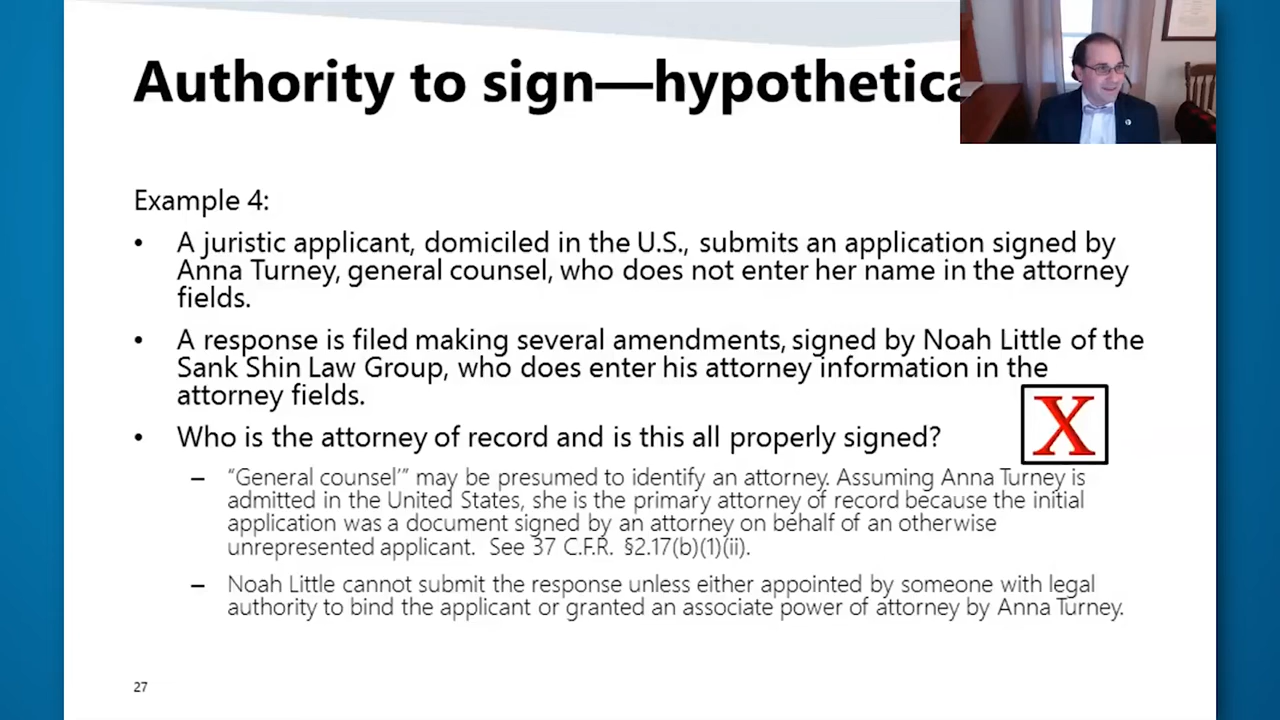 Authority to sign—hypothetica
Example 4:
• A juristic applicant, domiciled in the U.S., submits an application signed by
Anna Turney, general counsel, who does not enter her name in the attorney
fields.
• A response is filed making several amendments, signed by Noah Little of the
Sank Shin Law Group, who does enter his attorney information in the
attorney fields.
X
• Who is the attorney of record and is this all properly signed?
– “General counsel’” may be presumed to identify an attorney. Assuming Anna Turney is
admitted in the United States, she is the primary attorney of record because the initial
application was a document signed by an attorney on behalf of an otherwise
unrepresented applicant. See 37 C.F.R. §2.17(b)(1)(ii).
– Noah Little cannot submit the response unless either appointed by someone with legal
authority to bind the applicant or granted an associate power of attorney by Anna Turney.
27